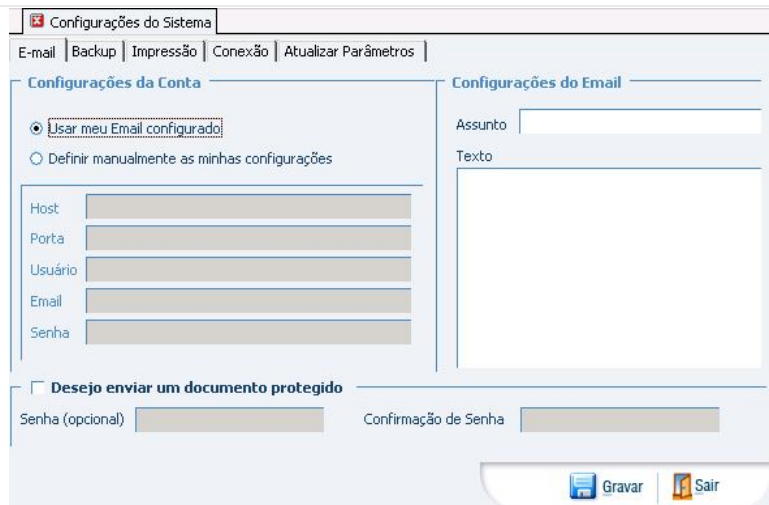 Configurações do Sistema
E-mail Backup Impressão Conexão Atualizar Parâmetros
Configurações da Conta
Usar meu Email configurado
Definir manualmente as minhas configurações
Host
Porta
Usuário
Email
Senha
Configurações do Email
Assunto
Texto
Desejo enviar um documento protegido
Senha (opcional) Confirmação de Senha
Gravar Sair